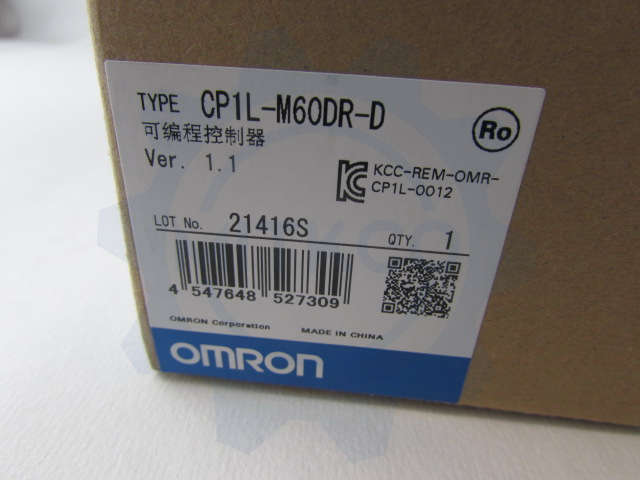 TYPE CP1L-M60DR-D
可编程控制器
Ver. 1.1
Ro
KCC-REM-OMR-
CP1L-0012
LOT No. 21416S
QTY. 1
4 547648 527309
OMRON Corporation
MADE IN CHINA
OMRON